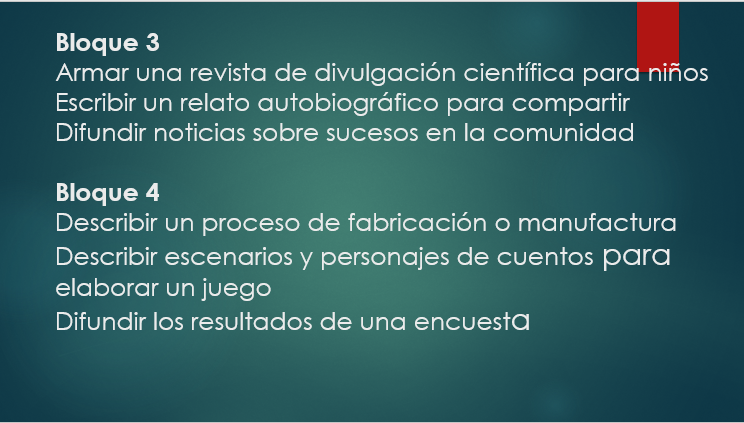 Bloque 3
Armar una revista de divulgación científica para niños
Escribir un relato autobiográfico para compartir
Difundir noticias sobre sucesos en la comunidad
Bloque 4
Describir un proceso de fabricación o manufactura
Describir escenarios y personajes de cuentos para
elaborar un juego
Difundir los resultados de una encuesta